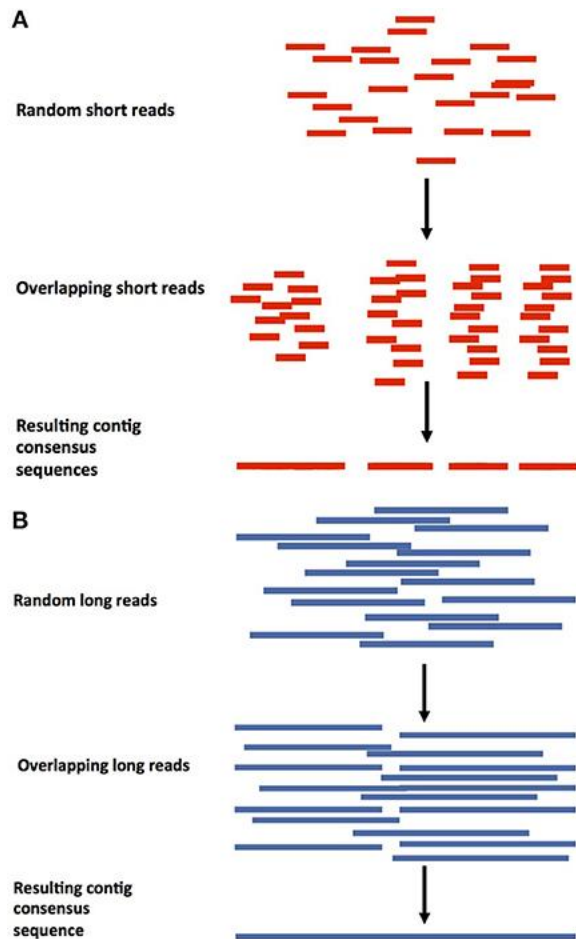 A
Random short reads
Overlapping short reads
Resulting contig
consensus
sequences
B
Random long reads
Overlapping long reads
Resulting contig
consensus
sequence